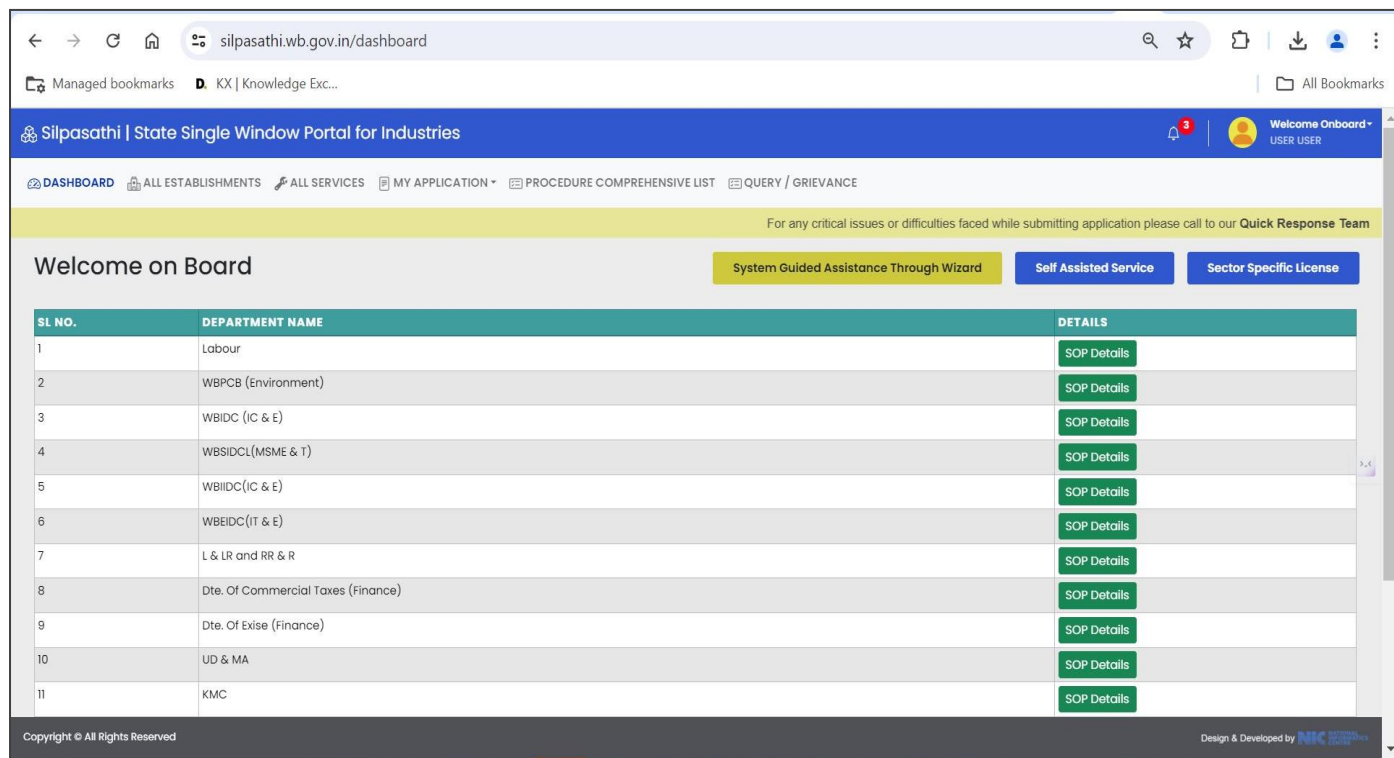 silpasathi.wb.gov.in/dashboard
Managed bookmarks D. KX | Knowledge Exc... All Bookmarks
Silpasathi | State Single Window Portal for Industries 3 Welcome Onboard
USER USER
DASHBOARD ALL ESTABLISHMENTS ALL SERVICES MY APPLICATION PROCEDURE COMPREHENSIVE LIST QUERY / GRIEVANCE
For any critical issues or difficulties faced while submitting application please call to our Quick Response Team
Welcome on Board System Guided Assistance Through Wizard Self Assisted Service Sector Specific License
SL NO. DEPARTMENT NAME DETAILS
1 Labour SOP Details
2 WBPCB (Environment) SOP Details
3 WBIDC (IC & E) SOP Details
4 WBSIDCL(MSME & T) SOP Details
5 WBIIDC(IC & E) SOP Details
6 WBEIDC(IT & E) SOP Details
7 L & LR and RR & R SOP Details
8 Dte. Of Commercial Taxes (Finance) SOP Details
9 Dte. Of Exise (Finance) SOP Details
10 UD & MA SOP Details
11 KMC SOP Details
Copyright © All Rights Reserved Design & Developed by NIC NATIONAL INFORMATICS CENTRE